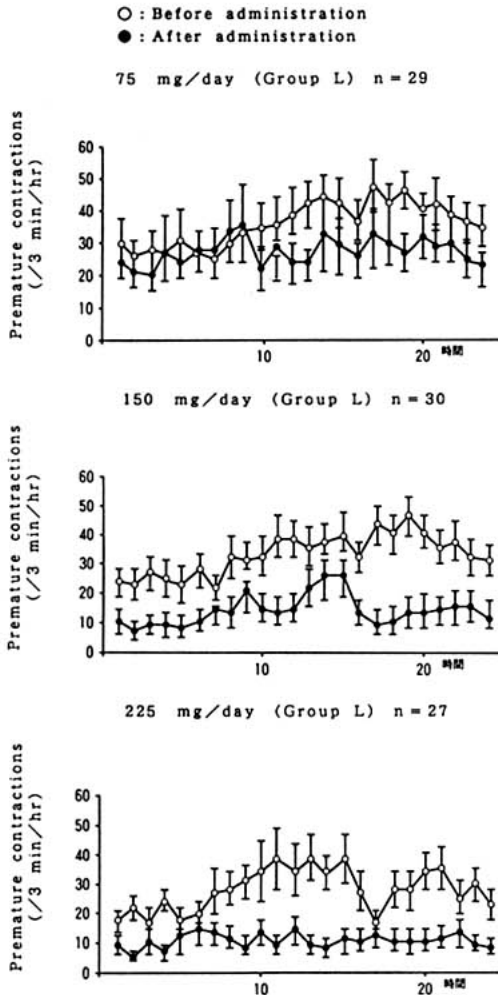 ○ : Before administration
● : After administration
75 mg/day (Group L) n=29
Premature contractions
(/3 min/hr)
60
50
40
30
20
10
0
10
20
時間
150 mg/day (Group L) n=30
Premature contractions
(/3 min/hr)
60
50
40
30
20
10
0
10
20
時間
225 mg/day (Group L) n=27
Premature contractions
(/3 min/hr)
60
50
40
30
20
10
0
10
20
時間